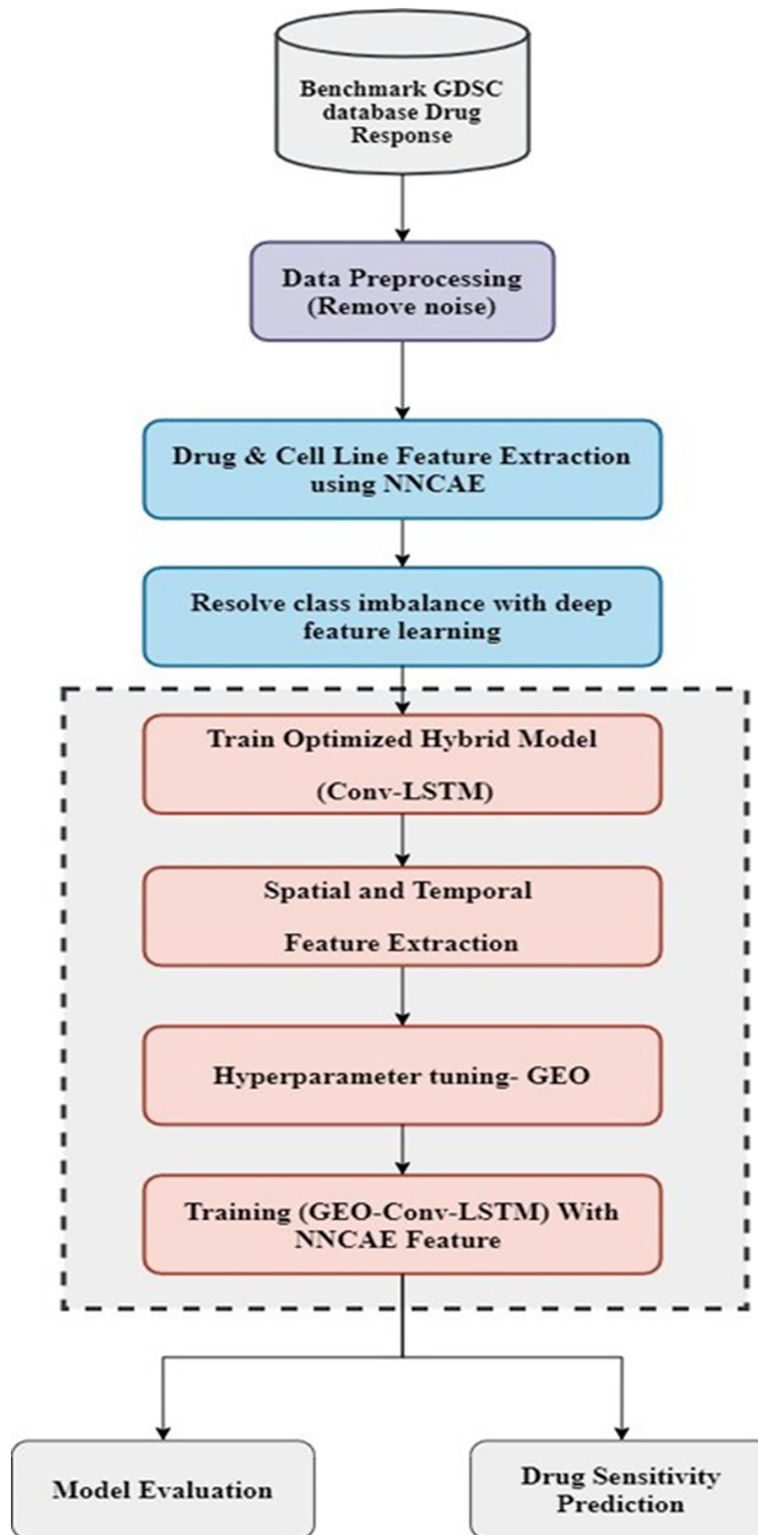 Benchmark GDSC
database Drug
Response
Data Preprocessing
(Remove noise)
Drug & Cell Line Feature Extraction
using NNCAE
Resolve class imbalance with deep
feature learning
Train Optimized Hybrid Model
(Conv-LSTM)
Spatial and Temporal
Feature Extraction
Hyperparameter tuning- GEO
Training (GEO-Conv-LSTM) With
NNCAE Feature
Model Evaluation
Drug Sensitivity
Prediction